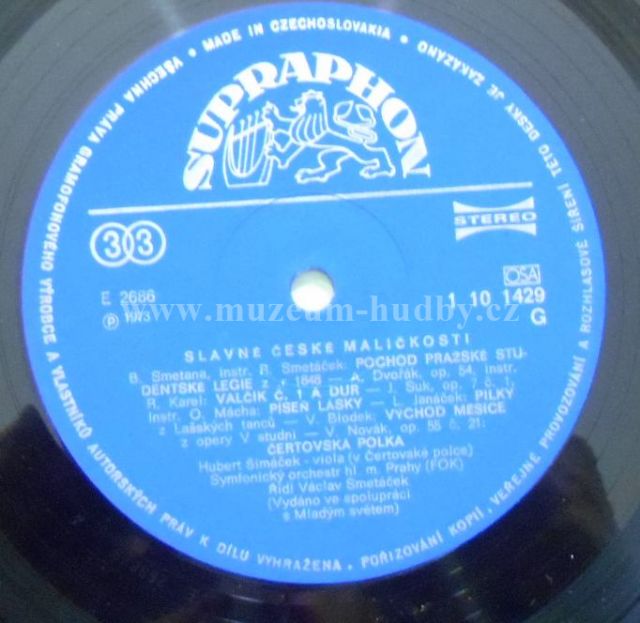 VŠECHNA PRÁVA GRAMOFONOVÉHO VÝROBCE A VLASTNÍKŮ AUTORSKÝCH PRÁV K DÍLU VYHRAŽENA • POŘIZOVÁNÍ KOPIÍ, VEŘEJNÉ PROVOZOVÁNÍ A ROZHLASOVÉ ŠÍŘENÍ TÉTO DESKY JE ZAKÁZÁNO • MADE IN CZECHOSLOVAKIA •
SUPRAPHON
33
STEREO
OSA
E 2686
1 10 1429
℗ 1973
G
www.muzeum-hudby.cz
SLAVNÉ ČESKÉ MALIČKOSTI
B. Smetana, instr. R. Smetáček: POCHOD PRAŽSKÉ STU-
DENTSKÉ LEGIE z r. 1848 — A. Dvořák, op. 54, instr.
R. Karel: VALČÍK Č. 1 A DUR — J. Suk, op. 7 č. 1,
instr. O. Mácha: PÍSEŇ LÁSKY — L. Janáček: PILKY
z Lašských tanců — V. Blodek: VÝCHOD MĚSÍCE
z opery V studni — V. Novák, op. 55 č. 21:
ČERTOVSKÁ POLKA
Hubert Šimáček - viola (v Čertovské polce)
Symfonický orchestr hl. m. Prahy (FOK)
Řídí Václav Smetáček
(Vydáno ve spolupráci
s Mladým světem)